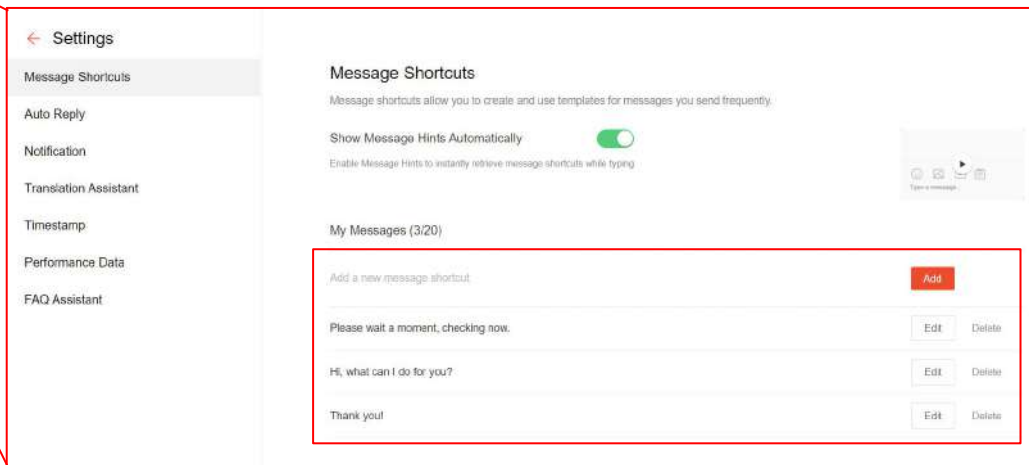 Settings
Message Shortcuts
Auto Reply
Notification
Translation Assistant
Timestamp
Performance Data
FAQ Assistant
Message Shortcuts
Message shortcuts allow you to create and use templates for messages you send frequently.
Show Message Hints Automatically
Enable Message Hints to instantly retrieve message shortcuts while typing
Type a message...
My Messages (3/20)
Add a new message shortcut
Add
Please wait a moment, checking now.
Edit Delete
Hi, what can I do for you?
Edit Delete
Thank you!
Edit Delete